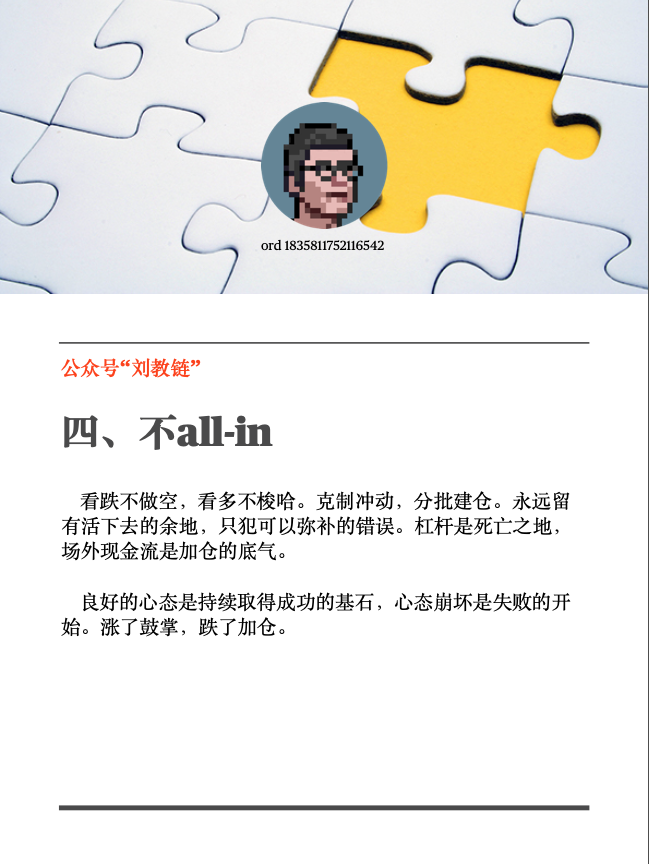 ord 1835811752116542
公众号“刘教链”
四、不all-in
看跌不做空，看多不梭哈。克制冲动，分批建仓。永远留
有活下去的余地，只犯可以弥补的错误。杠杆是死亡之地，
场外现金流是加仓的底气。
良好的心态是持续取得成功的基石，心态崩坏是失败的开
始。涨了鼓掌，跌了加仓。